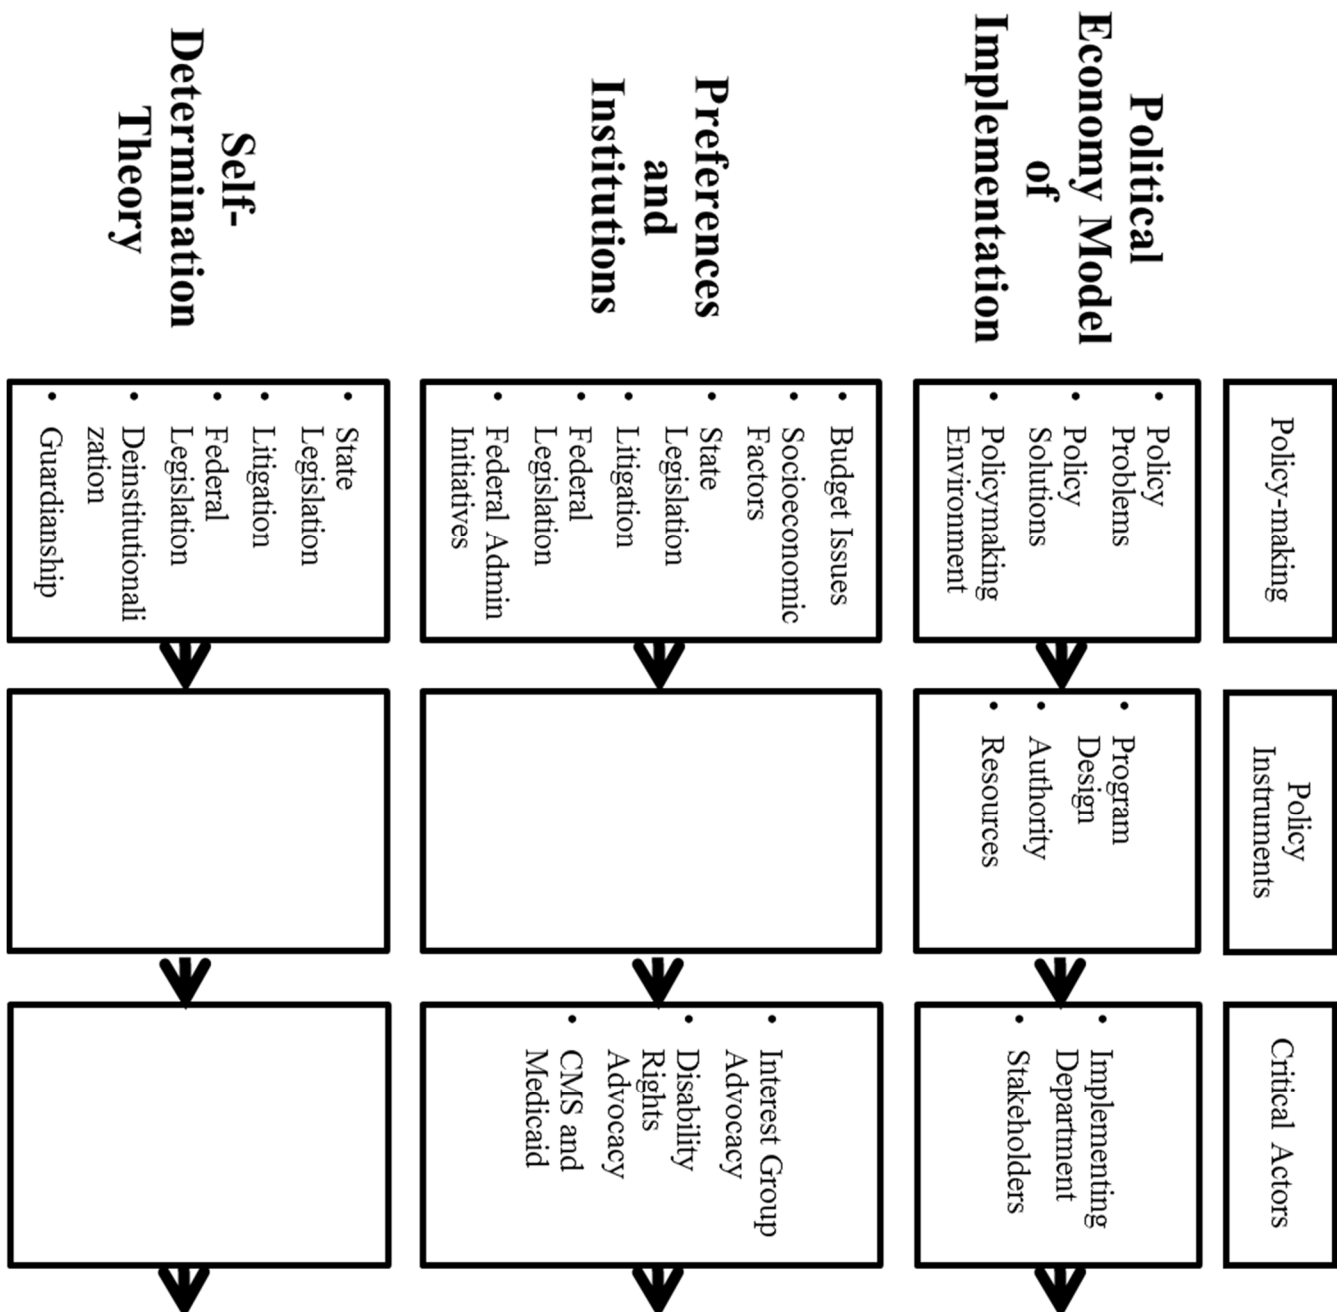 Policy-making
Policy
Instruments
Critical Actors
Political
Economy Model
of
Implementation
• Policy
Problems
• Policy
Solutions
• Policymaking
Environment
• Program
Design
• Authority
• Resources
• Implementing
Department
• Stakeholders
Preferences
and
Institutions
• Budget Issues
• Socioeconomic
Factors
• State
Legislation
• Litigation
• Federal
Legislation
• Federal Admin
Initiatives
• Interest Group
Advocacy
• Disability
Rights
Advocacy
• CMS and
Medicaid
Self-
Determination
Theory
• State
Legislation
• Litigation
• Federal
Legislation
• Deinstitutionali
zation
• Guardianship